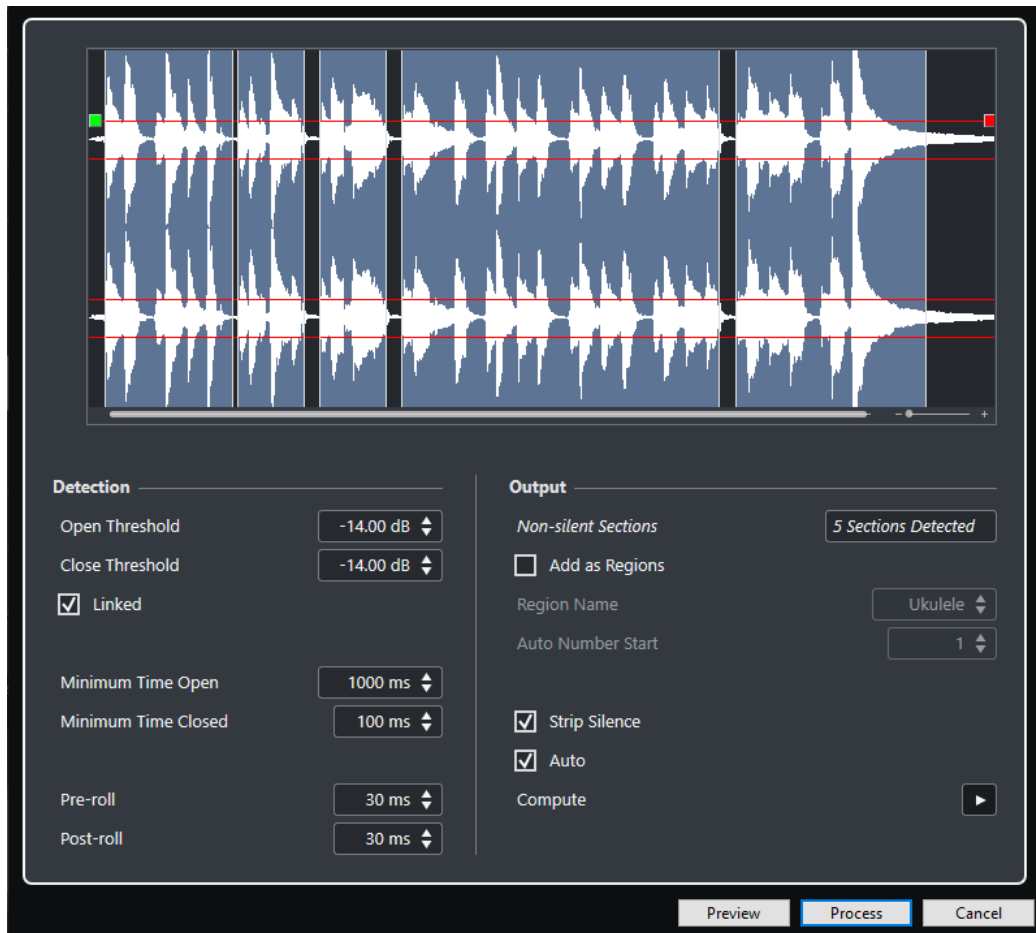 Detection
Open Threshold -14.00 dB
Close Threshold -14.00 dB
Linked
Minimum Time Open 1000 ms
Minimum Time Closed 100 ms
Pre-roll 30 ms
Post-roll 30 ms
Output
Non-silent Sections 5 Sections Detected
Add as Regions
Region Name Ukulele
Auto Number Start 1
Strip Silence
Auto
Compute
Preview Process Cancel